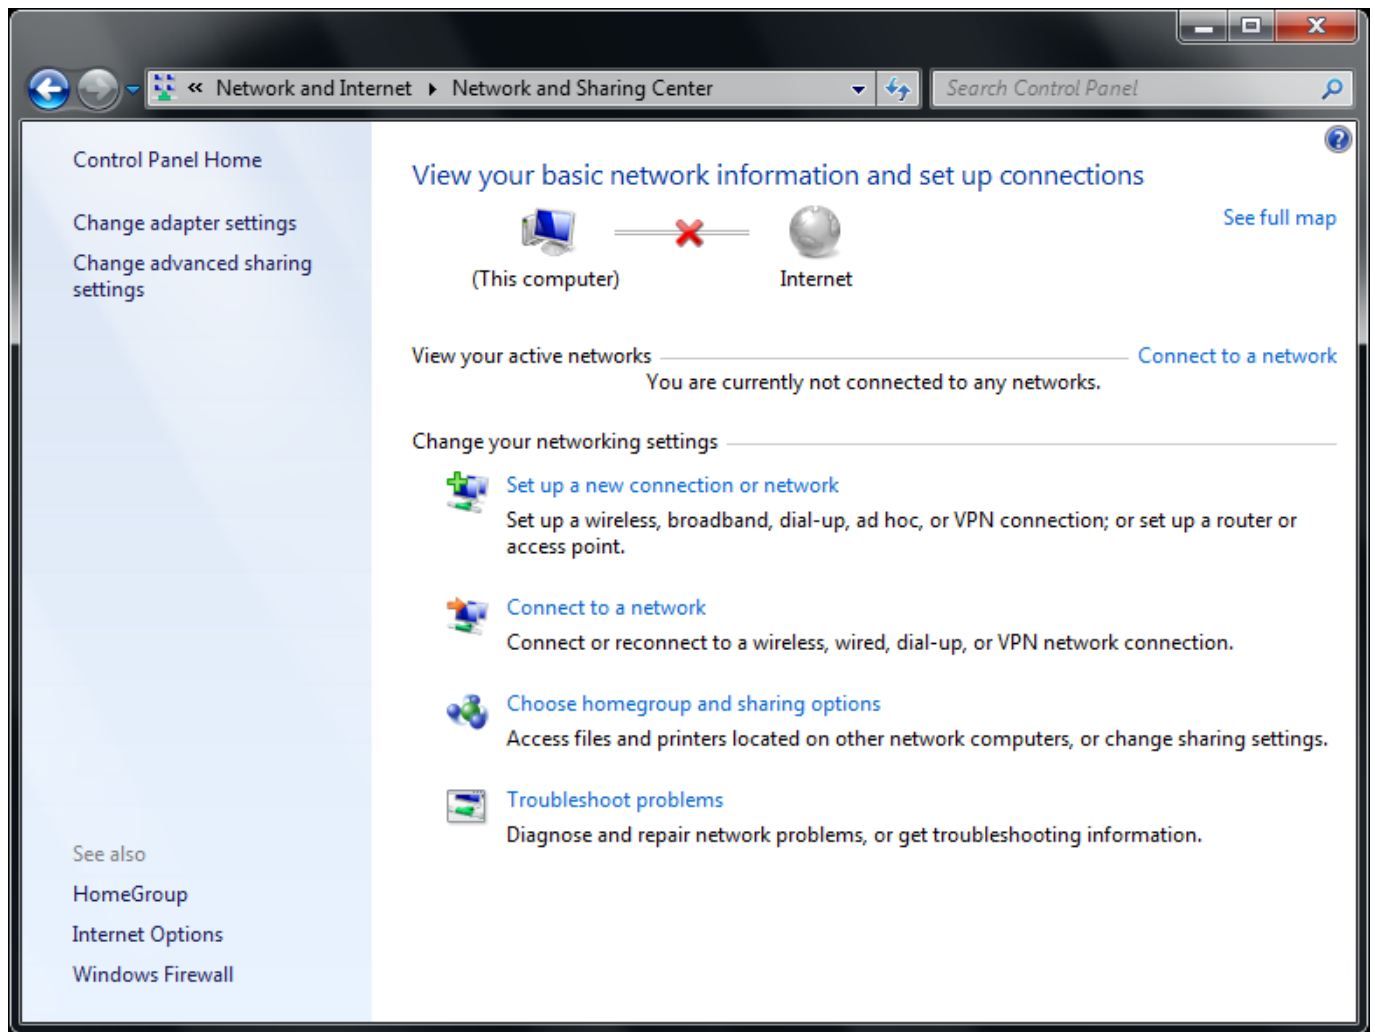 « Network and Internet ▸ Network and Sharing Center
Search Control Panel
Control Panel Home
Change adapter settings
Change advanced sharing
settings
See also
HomeGroup
Internet Options
Windows Firewall
View your basic network information and set up connections
See full map
(This computer)
Internet
View your active networks
Connect to a network
You are currently not connected to any networks.
Change your networking settings
Set up a new connection or network
Set up a wireless, broadband, dial-up, ad hoc, or VPN connection; or set up a router or
access point.
Connect to a network
Connect or reconnect to a wireless, wired, dial-up, or VPN network connection.
Choose homegroup and sharing options
Access files and printers located on other network computers, or change sharing settings.
Troubleshoot problems
Diagnose and repair network problems, or get troubleshooting information.